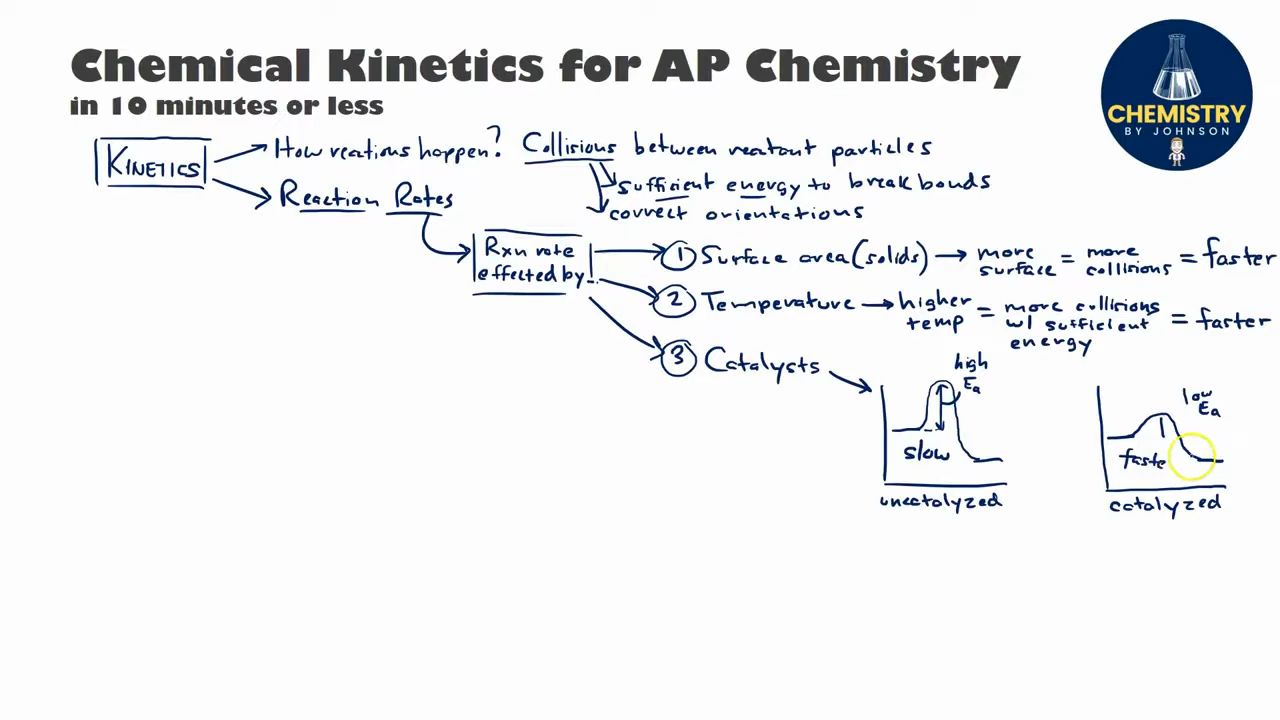 Chemical Kinetics for AP Chemistry
in 10 minutes or less
CHEMISTRY
BY JOHNSON
KINETICS
How reactions happen?
Collisions between reactant particles
sufficient energy to break bonds
correct orientations
Reaction Rates
Rxn rate
effected by...
1 Surface area (solids) → more surface = more collisions = faster
2 Temperature → higher temp = more collisions w/ sufficient energy = faster
3 Catalysts
high
Ea
slow
uncatalyzed
low
Ea
faste
catalyzed